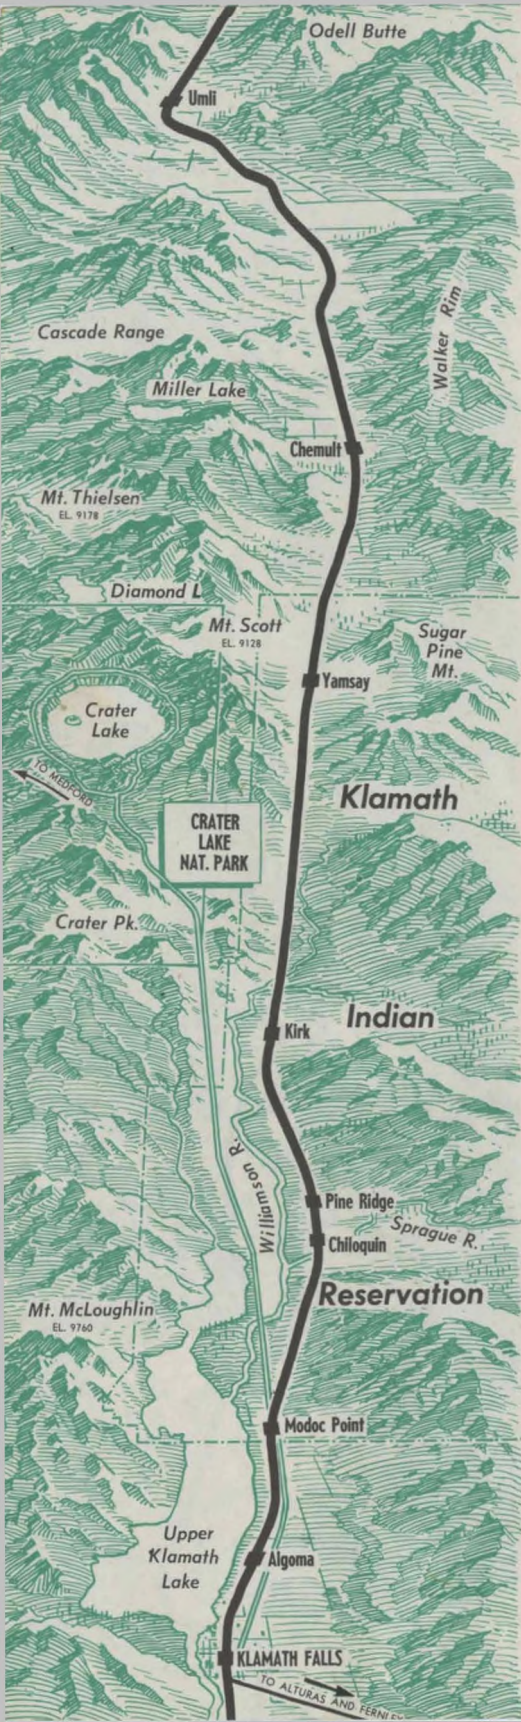 Odell Butte
Umli
Walker Rim
Cascade Range
Miller Lake
Chemult
Mt. Thielsen
EL. 9178
Diamond L
Mt. Scott
EL. 9128
Sugar
Pine
Mt.
Yamsay
Crater
Lake
TO MEDFORD
Klamath
CRATER
LAKE
NAT. PARK
Crater Pk.
Indian
Kirk
Williamson R.
Pine Ridge
Sprague R.
Chiloquin
Reservation
Mt. McLoughlin
EL. 9760
Modoc Point
Upper
Klamath
Lake
Algoma
KLAMATH FALLS
TO ALTURAS AND FERNLEY